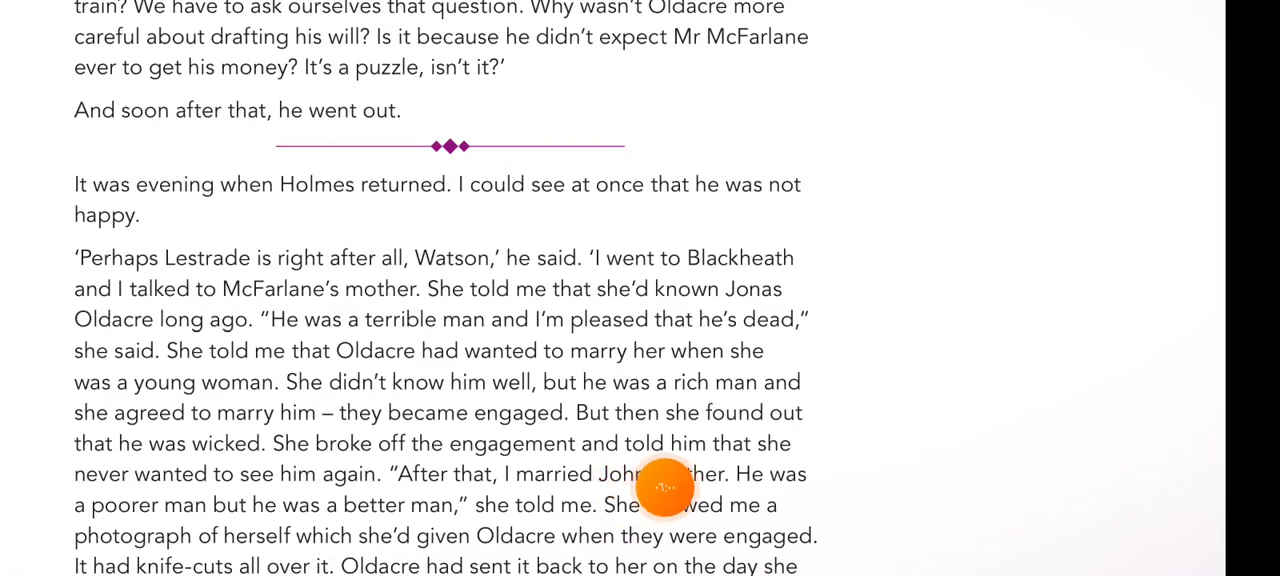 train? We have to ask ourselves that question. Why wasn’t Oldacre more
careful about drafting his will? Is it because he didn’t expect Mr McFarlane
ever to get his money? It’s a puzzle, isn’t it?’
And soon after that, he went out.
It was evening when Holmes returned. I could see at once that he was not
happy.
‘Perhaps Lestrade is right after all, Watson,’ he said. ‘I went to Blackheath
and I talked to McFarlane’s mother. She told me that she’d known Jonas
Oldacre long ago. “He was a terrible man and I’m pleased that he’s dead,”
she said. She told me that Oldacre had wanted to marry her when she
was a young woman. She didn’t know him well, but he was a rich man and
she agreed to marry him – they became engaged. But then she found out
that he was wicked. She broke off the engagement and told him that she
never wanted to see him again. “After that, I married He was
a poorer man but he was a better man,” she told me. She me a
photograph of herself which she’d given Oldacre when they were engaged.
It had knife-cuts all over it. Oldacre had sent it back to her on the day she